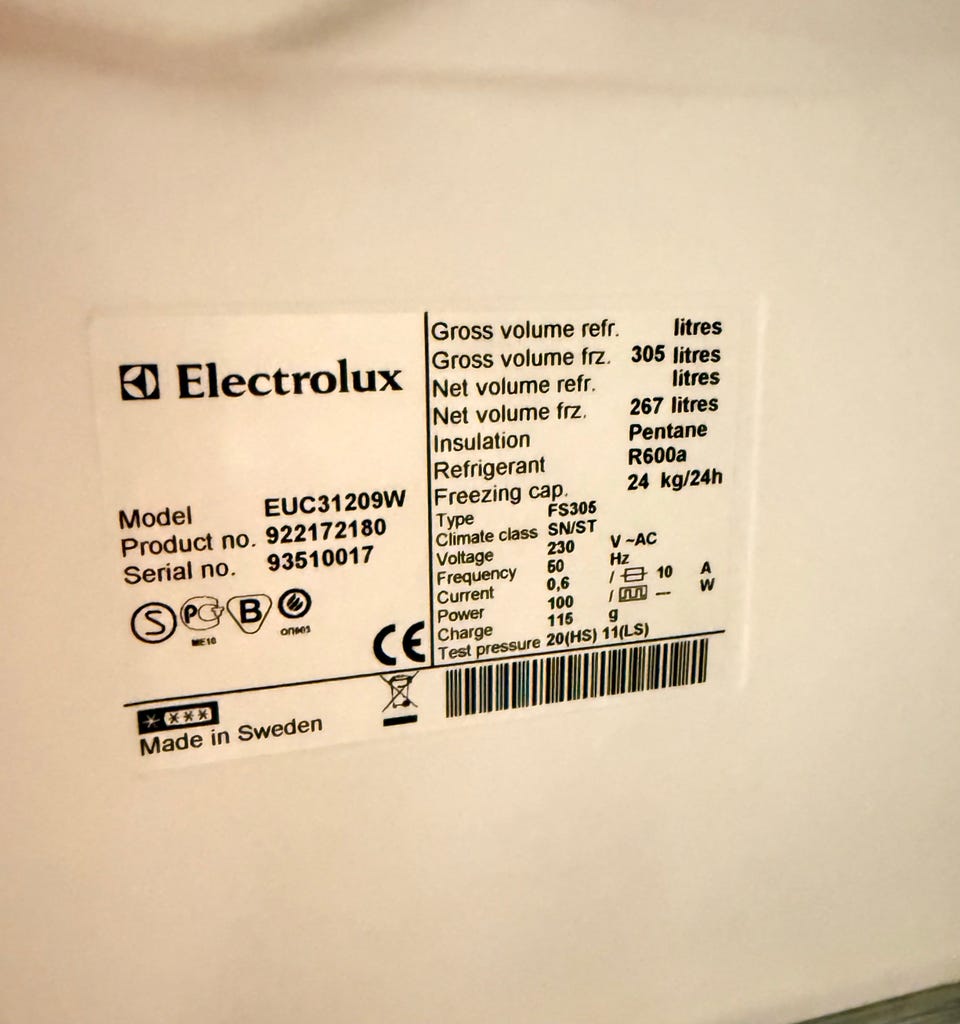 Electrolux
Model EUC31209W
Product no. 922172180
Serial no. 93510017
S PG B
ME10
CE
Made in Sweden
Gross volume refr. litres
Gross volume frz. 305 litres
Net volume refr. litres
Net volume frz. 267 litres
Insulation Pentane
Refrigerant R600a
Freezing cap. 24 kg/24h
Type FS305
Climate class SN/ST
Voltage 230 V ~AC
Frequency 50 Hz
Current 0,6 / 10 A
Power 100 / --- W
Charge 115 g
Test pressure 20(HS) 11(LS)